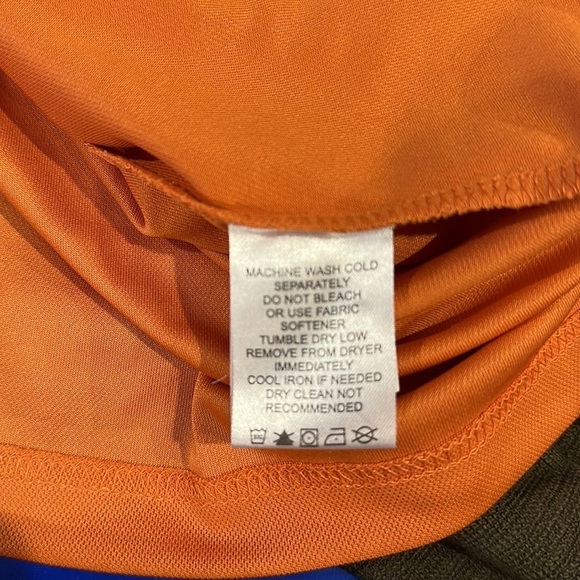 MACHINE WASH COLD
SEPARATELY
DO NOT BLEACH
OR USE FABRIC
SOFTENER
TUMBLE DRY LOW
REMOVE FROM DRYER
IMMEDIATELY
COOL IRON IF NEEDED
DRY CLEAN NOT
RECOMMENDED